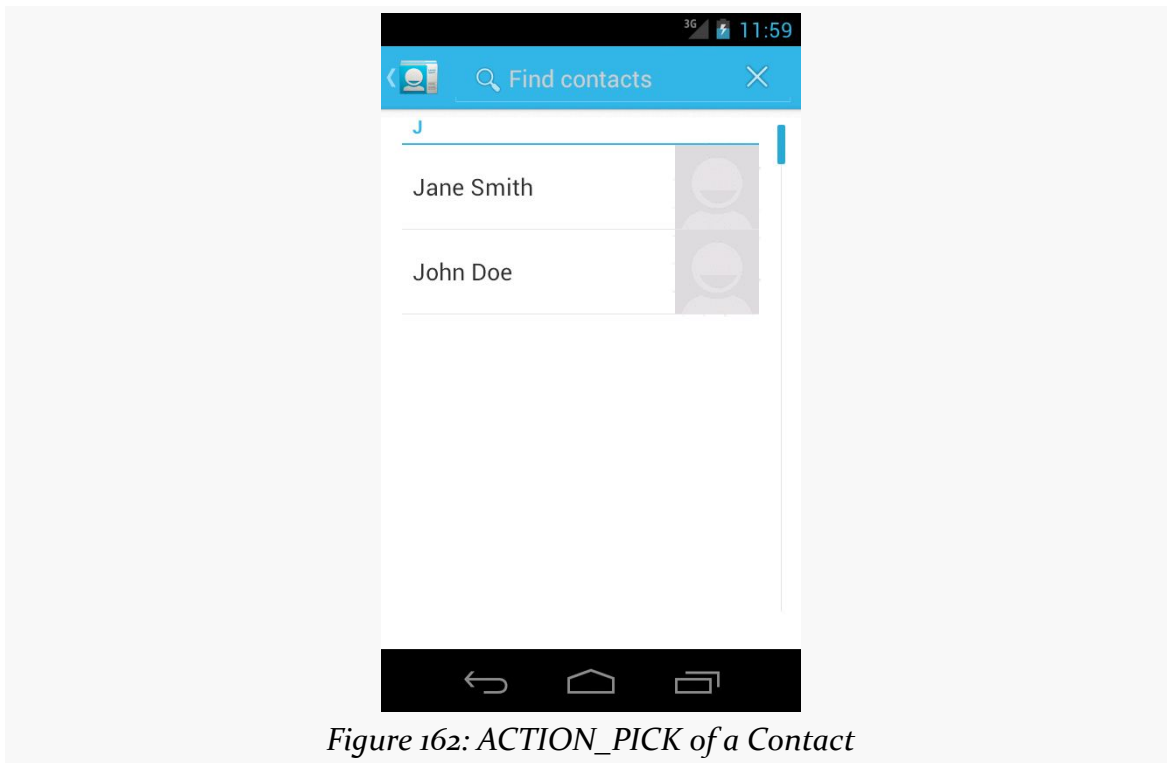 3G 11:59
Find contacts
J
Jane Smith
John Doe
Figure 162: ACTION_PICK of a Contact